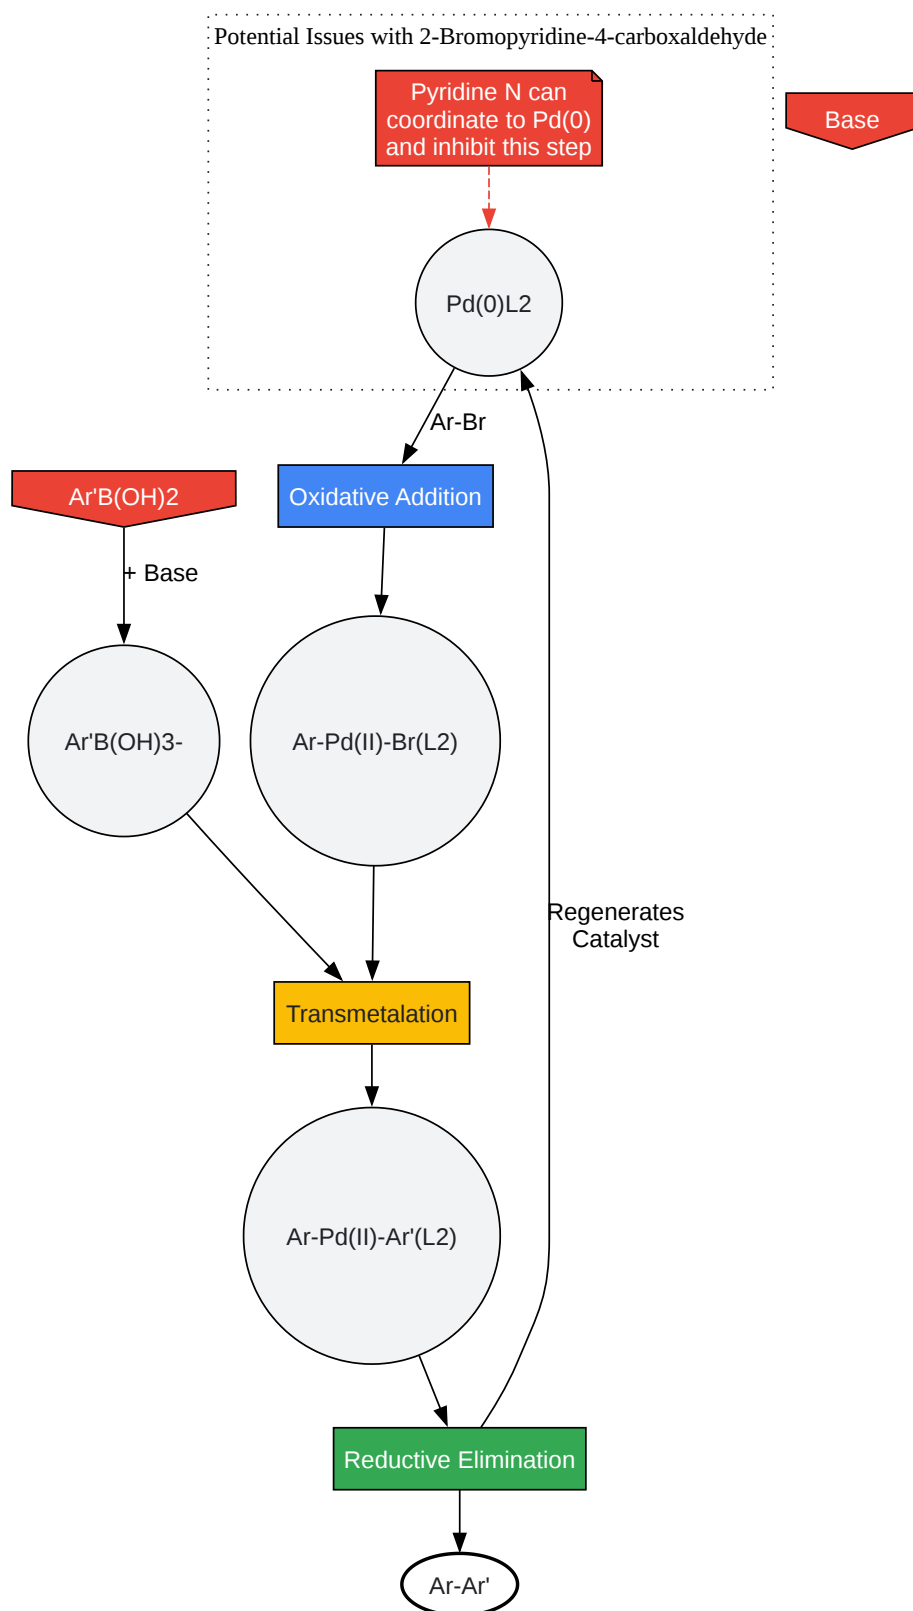 Potential Issues with 2-Bromopyridine-4-carboxaldehyde
Pyridine N can
coordinate to Pd(0)
and inhibit this step
Base
Pd(0)L2
Ar-Br
Ar'B(OH)2
Oxidative Addition
+ Base
Ar'B(OH)3-
Ar-Pd(II)-Br(L2)
Regenerates
Catalyst
Transmetalation
Ar-Pd(II)-Ar'(L2)
Reductive Elimination
Ar-Ar'